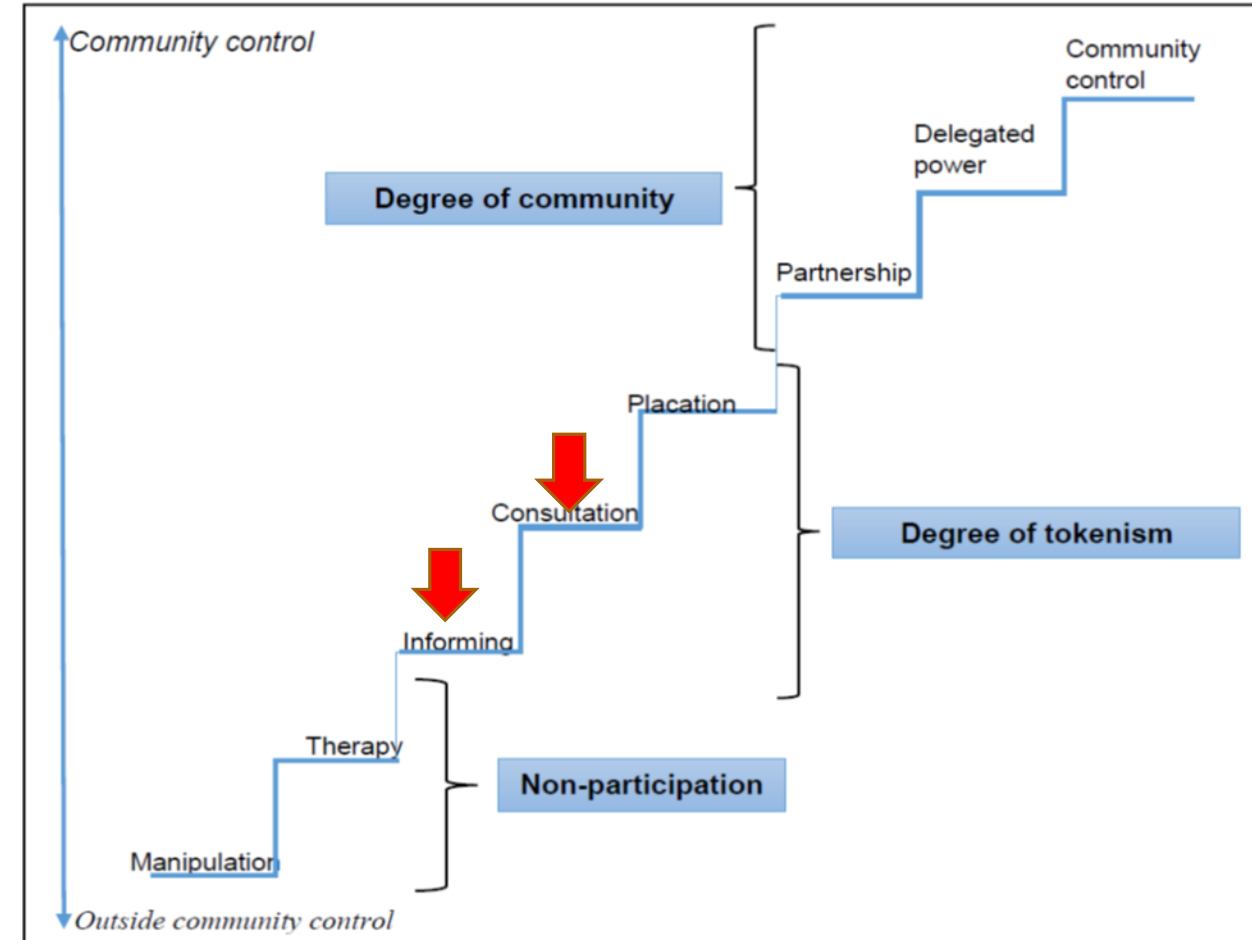 Community control
Community
control
Delegated
power
Degree of community
Partnership
Placation
Consultation
Degree of tokenism
Informing
Therapy
Non-participation
Manipulation
Outside community control